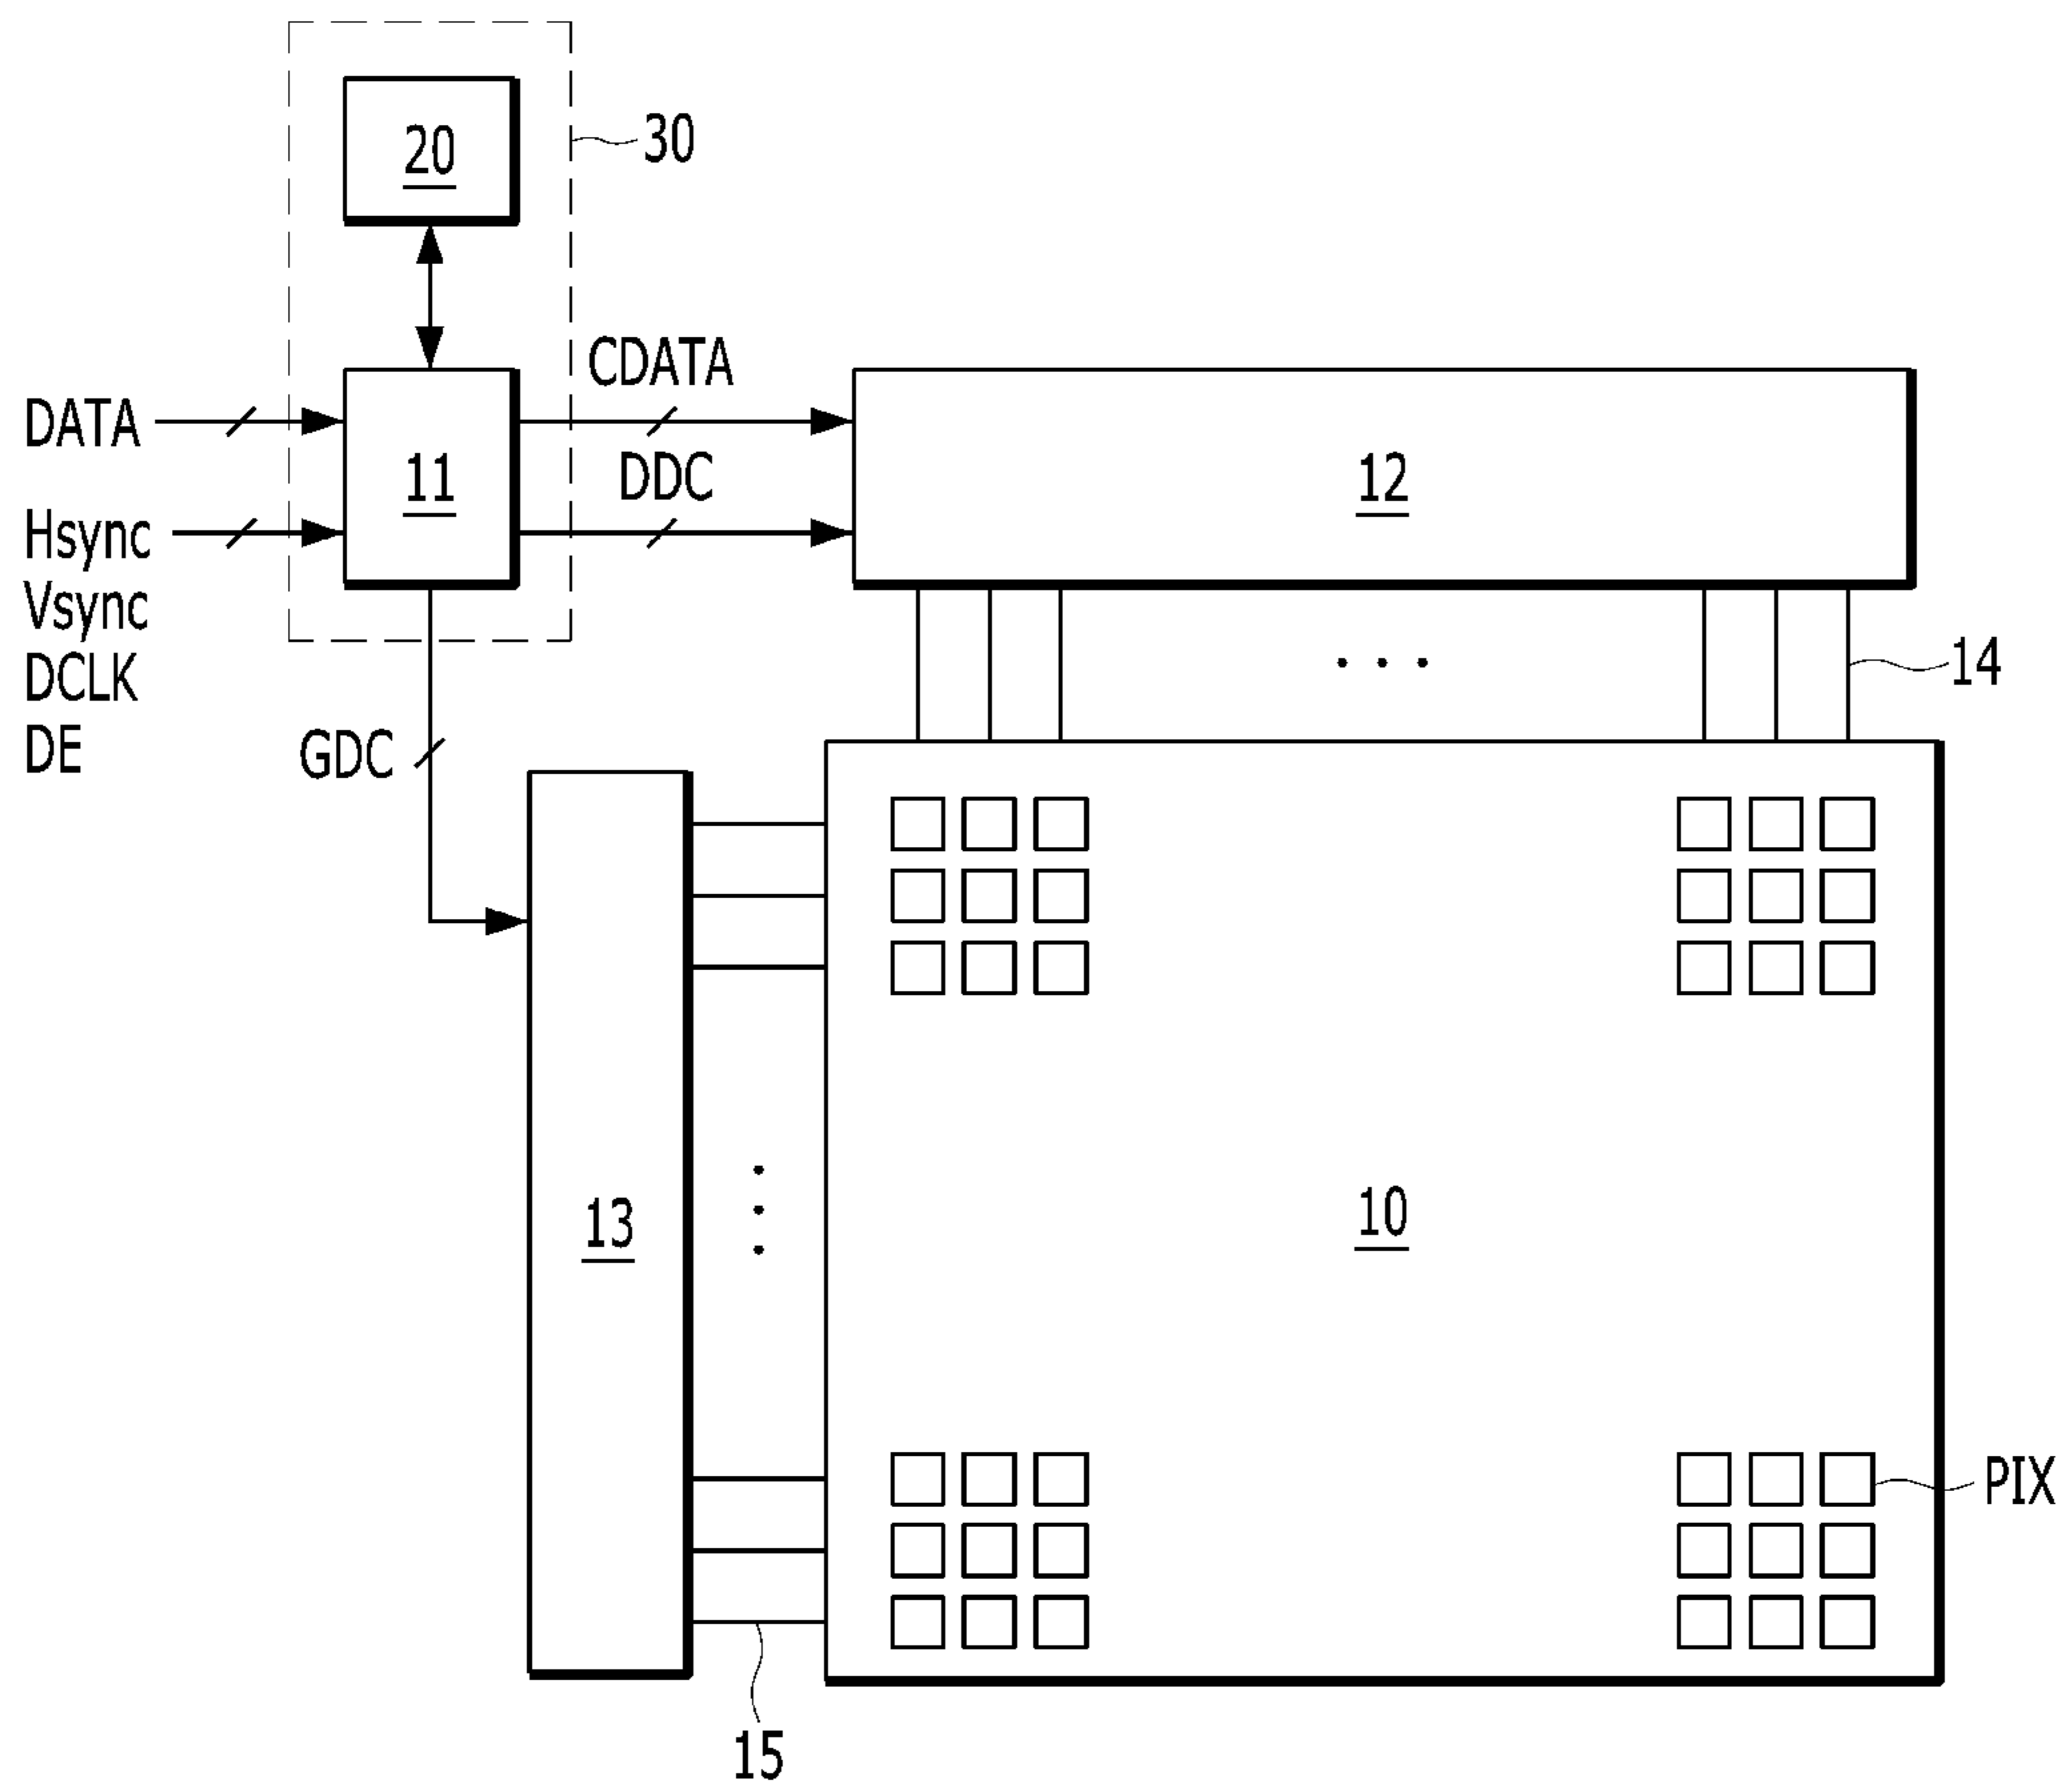 20
30
CDATA
DATA
11
DDC
12
Hsync
Vsync
DCLK
DE
14
GDC
13
10
PIX
15